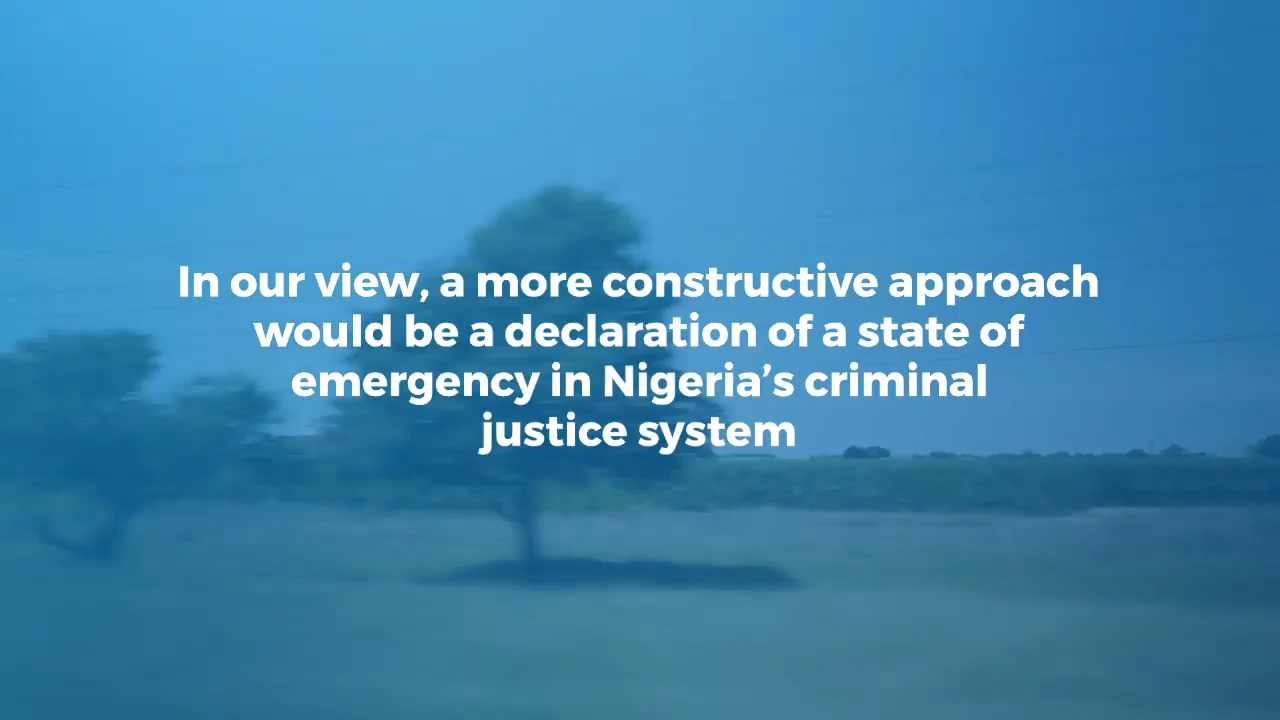 In our view, a more constructive approach
would be a declaration of a state of
emergency in Nigeria’s criminal
justice system